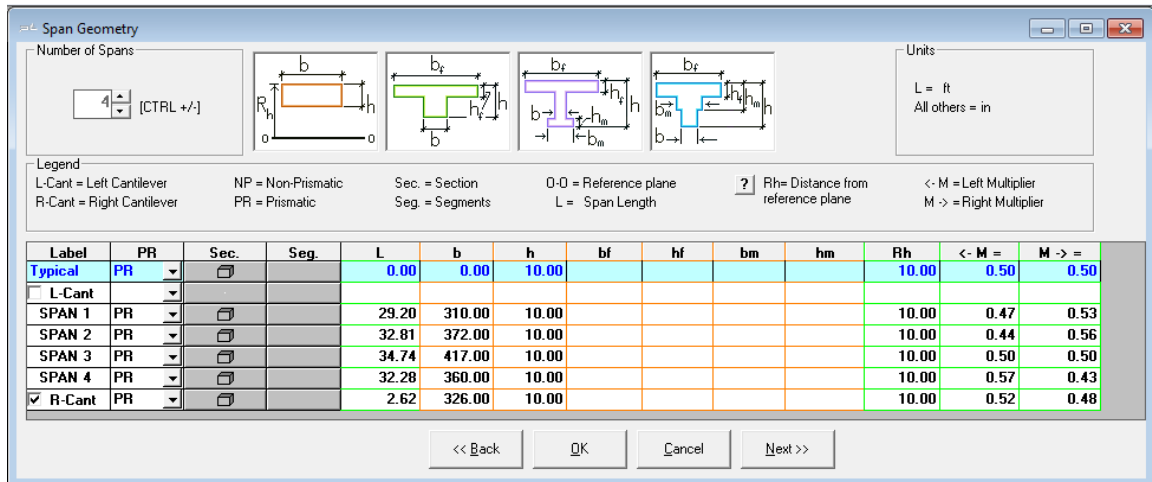 Span Geometry
Number of Spans
4 [CTRL +/-]
b
R h
h
0 0
bf
hf h
b
bf
hf h
b hm
bm
bf
bm hf hm h
b
Units
L = ft
All others = in
Legend
L-Cant = Left Cantilever NP = Non-Prismatic Sec. = Section O-O = Reference plane ? Rh= Distance from reference plane <- M = Left Multiplier
R-Cant = Right Cantilever PR = Prismatic Seg. = Segments L = Span Length M -> = Right Multiplier
Label PR Sec. Seg. L b h bf hf bm hm Rh <- M = M -> =
Typical PR 0.00 0.00 10.00 10.00 0.50 0.50
L-Cant
SPAN 1 PR 29.20 310.00 10.00 10.00 0.47 0.53
SPAN 2 PR 32.81 372.00 10.00 10.00 0.44 0.56
SPAN 3 PR 34.74 417.00 10.00 10.00 0.50 0.50
SPAN 4 PR 32.28 360.00 10.00 10.00 0.57 0.43
R-Cant PR 2.62 326.00 10.00 10.00 0.52 0.48
<< Back OK Cancel Next >>